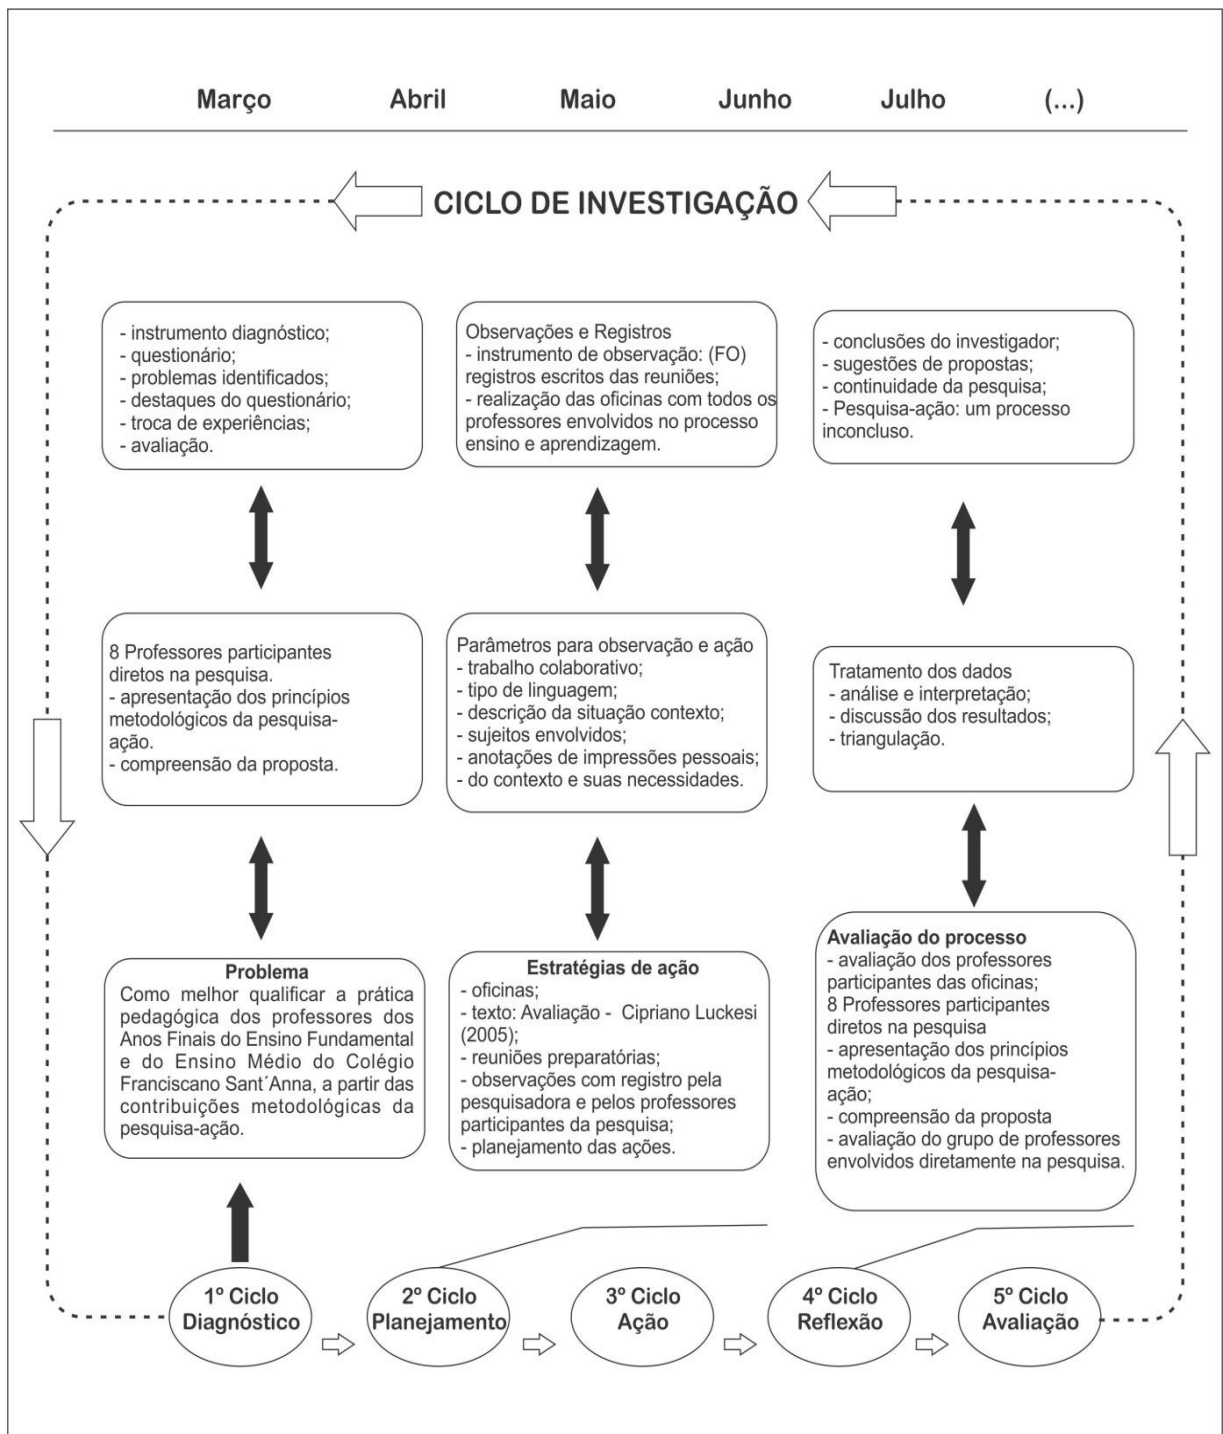 Março Abril Maio Junho Julho (...)
CICLO DE INVESTIGAÇÃO
- instrumento diagnóstico;
- questionário;
- problemas identificados;
- destaques do questionário;
- troca de experiências;
- avaliação.
Observações e Registros
- instrumento de observação: (FO)
registros escritos das reuniões;
- realização das oficinas com todos os
professores envolvidos no processo
ensino e aprendizagem.
- conclusões do investigador;
- sugestões de propostas;
- continuidade da pesquisa;
- Pesquisa-ação: um processo
inconcluso.
8 Professores participantes
diretos na pesquisa.
- apresentação dos princípios
metodológicos da pesquisa-
ação.
- compreensão da proposta.
Parâmetros para observação e ação
- trabalho colaborativo;
- tipo de linguagem;
- descrição da situação contexto;
- sujeitos envolvidos;
- anotações de impressões pessoais;
- do contexto e suas necessidades.
Tratamento dos dados
- análise e interpretação;
- discussão dos resultados;
- triangulação.
Problema
Como melhor qualificar a prática
pedagógica dos professores dos
Anos Finais do Ensino Fundamental
e do Ensino Médio do Colégio
Franciscano Sant´Anna, a partir das
contribuições metodológicas da
pesquisa-ação.
Estratégias de ação
- oficinas;
- texto: Avaliação - Cipriano Luckesi
(2005);
- reuniões preparatórias;
- observações com registro pela
pesquisadora e pelos professores
participantes da pesquisa;
- planejamento das ações.
Avaliação do processo
- avaliação dos professores
participantes das oficinas;
8 Professores participantes
diretos na pesquisa
- apresentação dos princípios
metodológicos da pesquisa-
ação;
- compreensão da proposta
- avaliação do grupo de professores
envolvidos diretamente na pesquisa.
1º Ciclo
Diagnóstico
2º Ciclo
Planejamento
3º Ciclo
Ação
4º Ciclo
Reflexão
5º Ciclo
Avaliação